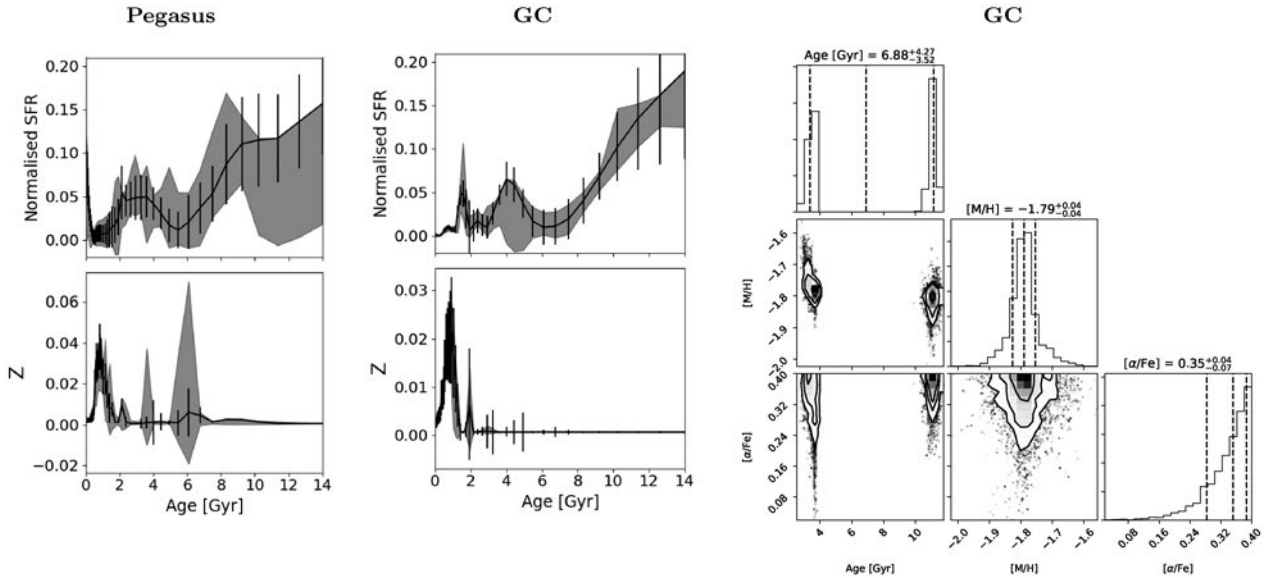 Pegasus
GC
GC
0.20
0.15
0.10
0.05
0.00
Normalised SFR
0.06
0.04
0.02
0.00
−0.02
Z
0 2 4 6 8 10 12 14
Age [Gyr]
0.20
0.15
0.10
0.05
0.00
Normalised SFR
0.03
0.02
0.01
0.00
Z
0 2 4 6 8 10 12 14
Age [Gyr]
Age [Gyr] = 6.88+4.27−3.52
[M/H] = −1.79+0.04−0.04
−1.6
−1.7
−1.8
−1.9
−2.0
[M/H]
[α/Fe] = 0.35+0.04−0.07
0.40
0.32
0.24
0.16
0.08
[α/Fe]
4 6 8 10
Age [Gyr]
−2.0 −1.9 −1.8 −1.7 −1.6
[M/H]
0.08 0.16 0.24 0.32 0.40
[α/Fe]